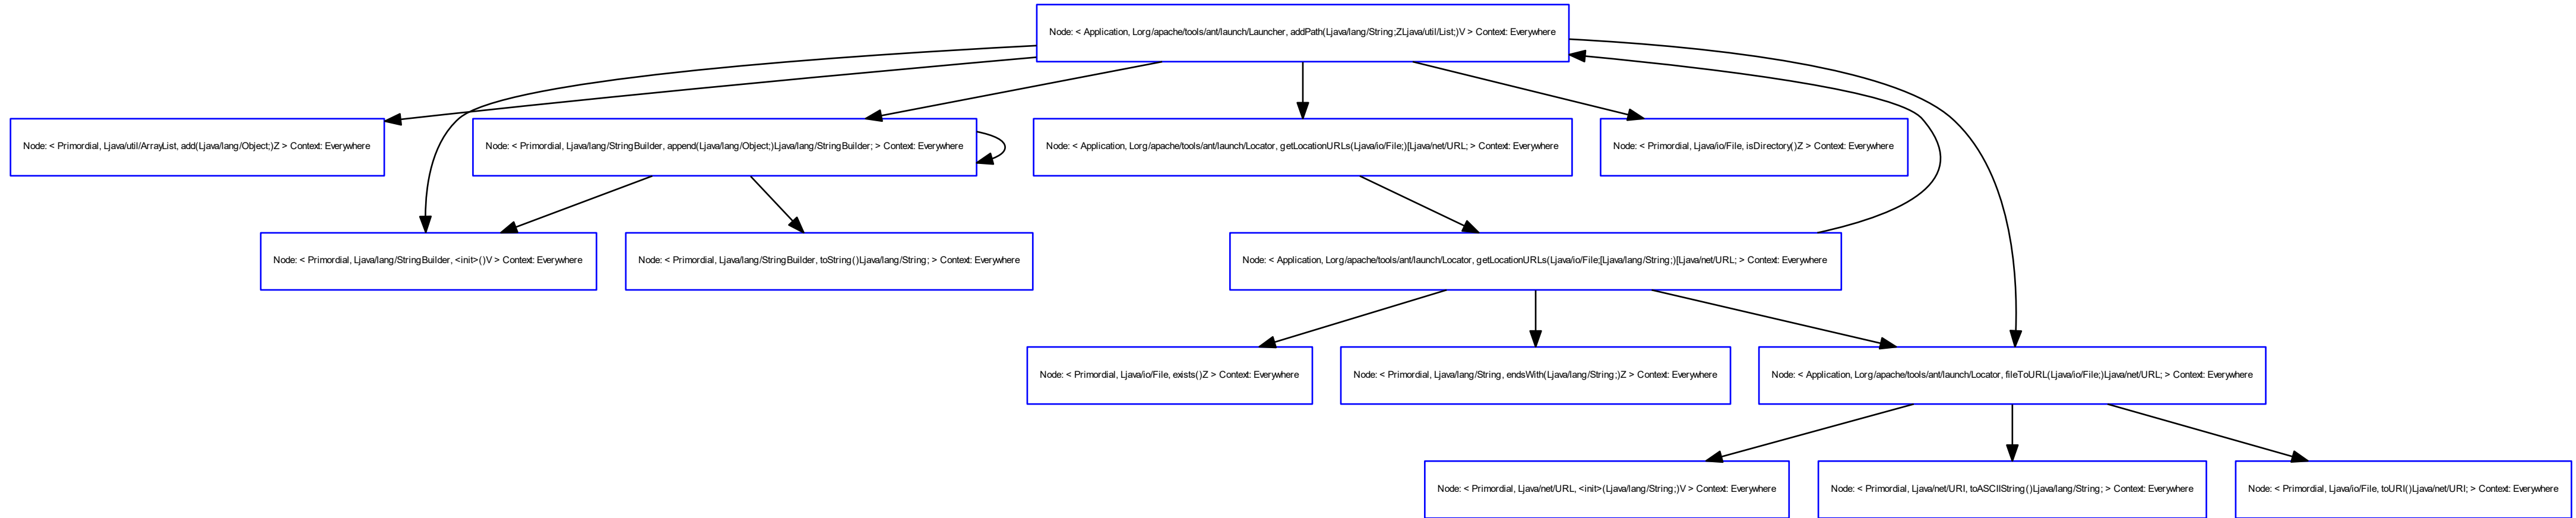 Node: < Application, Lorg/apache/tools/ant/launch/Launcher, addPath(Ljava/lang/String;ZLjava/util/List;)V > Context: Everywhere
Node: < Primordial, Ljava/util/ArrayList, add(Ljava/lang/Object;)Z > Context: Everywhere
Node: < Primordial, Ljava/lang/StringBuilder, append(Ljava/lang/Object;)Ljava/lang/StringBuilder; > Context: Everywhere
Node: < Application, Lorg/apache/tools/ant/launch/Locator, getLocationURLs(Ljava/io/File;)[Ljava/net/URL; > Context: Everywhere
Node: < Primordial, Ljava/io/File, isDirectory()Z > Context: Everywhere
Node: < Primordial, Ljava/lang/StringBuilder, <init>()V > Context: Everywhere
Node: < Primordial, Ljava/lang/StringBuilder, toString()Ljava/lang/String; > Context: Everywhere
Node: < Application, Lorg/apache/tools/ant/launch/Locator, getLocationURLs(Ljava/io/File;[Ljava/lang/String;)[Ljava/net/URL; > Context: Everywhere
Node: < Primordial, Ljava/io/File, exists()Z > Context: Everywhere
Node: < Primordial, Ljava/lang/String, endsWith(Ljava/lang/String;)Z > Context: Everywhere
Node: < Application, Lorg/apache/tools/ant/launch/Locator, fileToURL(Ljava/io/File;)Ljava/net/URL; > Context: Everywhere
Node: < Primordial, Ljava/net/URL, <init>(Ljava/lang/String;)V > Context: Everywhere
Node: < Primordial, Ljava/net/URI, toASCIIString()Ljava/lang/String; > Context: Everywhere
Node: < Primordial, Ljava/io/File, toURI()Ljava/net/URI; > Context: Everywhere